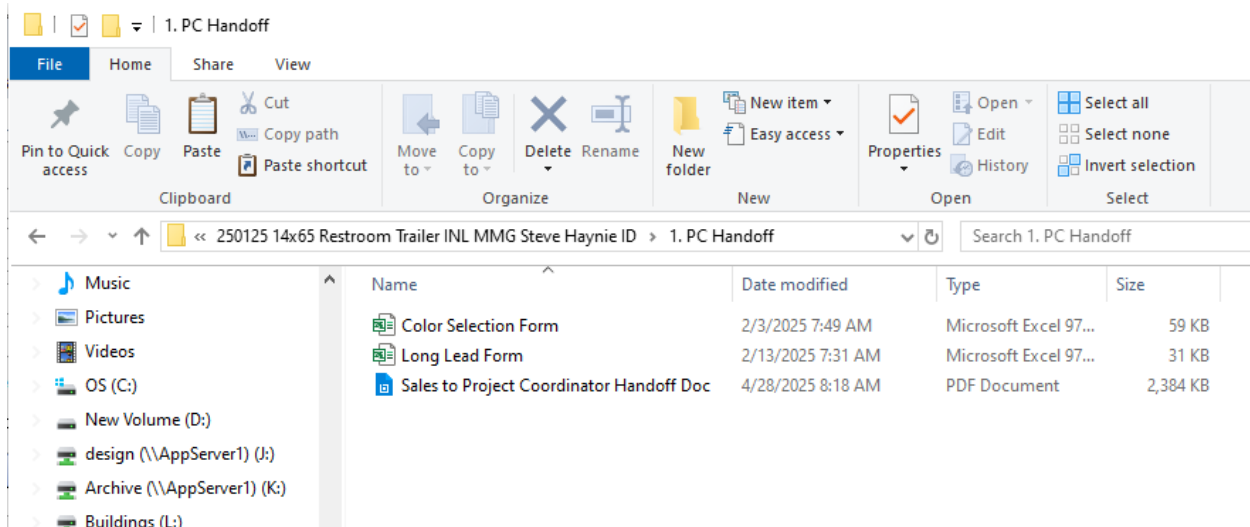 1. PC Handoff
File Home Share View
Pin to Quick access
Copy
Paste
Cut
Copy path
Paste shortcut
Clipboard
Move to
Copy to
Delete
Rename
Organize
New folder
New item
Easy access
New
Properties
Open
Edit
History
Open
Select all
Select none
Invert selection
Select
« 250125 14x65 Restroom Trailer INL MMG Steve Haynie ID > 1. PC Handoff
Search 1. PC Handoff
Music
Pictures
Videos
OS (C:)
New Volume (D:)
design (\\AppServer1) (J:)
Archive (\\AppServer1) (K:)
Buildings (L:)
Name Date modified Type Size
Color Selection Form 2/3/2025 7:49 AM Microsoft Excel 97... 59 KB
Long Lead Form 2/13/2025 7:31 AM Microsoft Excel 97... 31 KB
Sales to Project Coordinator Handoff Doc 4/28/2025 8:18 AM PDF Document 2,384 KB